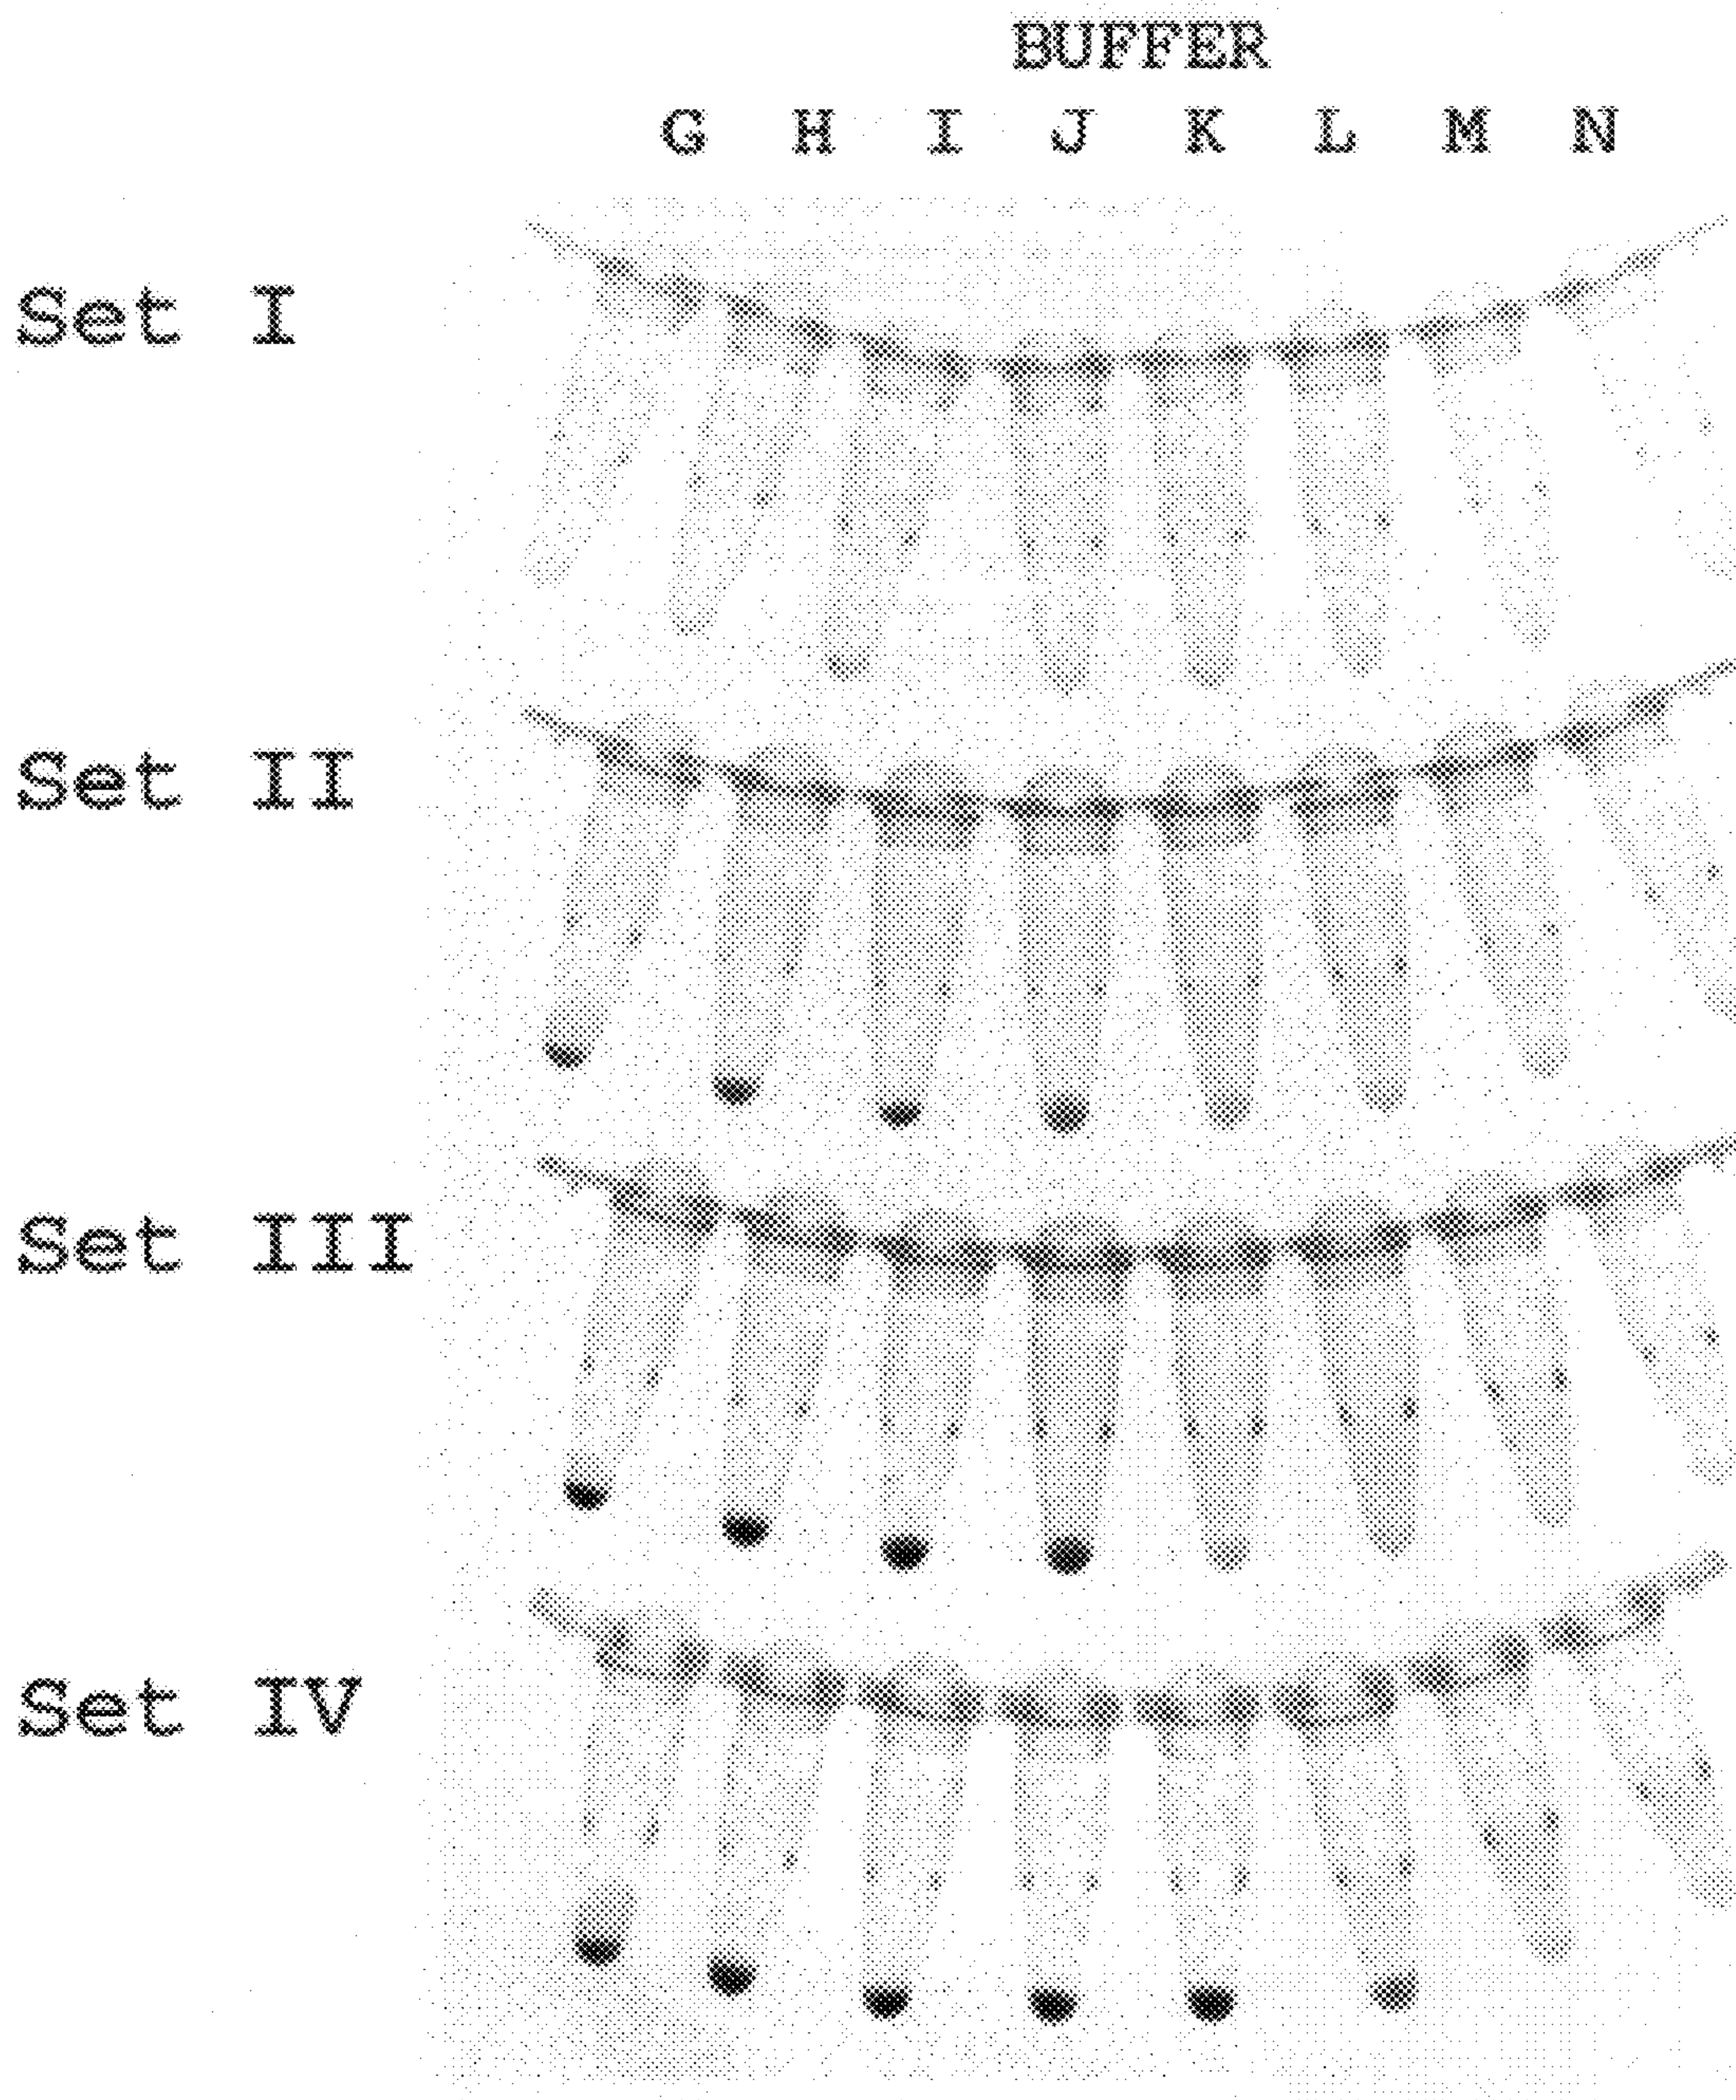 BUFFER
G H I J K L M N
Set I
Set II
Set III
Set IV